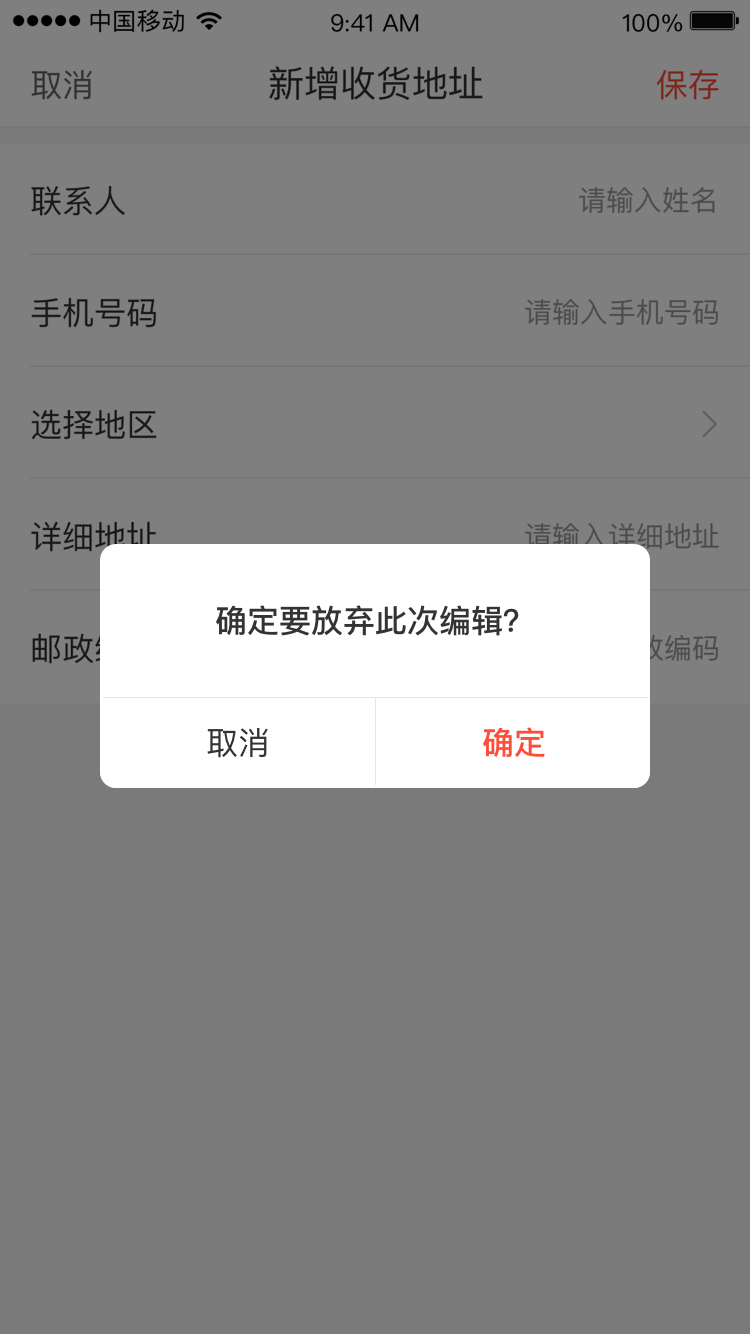 中国移动 9:41 AM 100%
取消 新增收货地址 保存
联系人 请输入姓名
手机号码 请输入手机号码
选择地区
详细地址 请输入详细地址
确定要放弃此次编辑?
邮政 编码
取消 确定